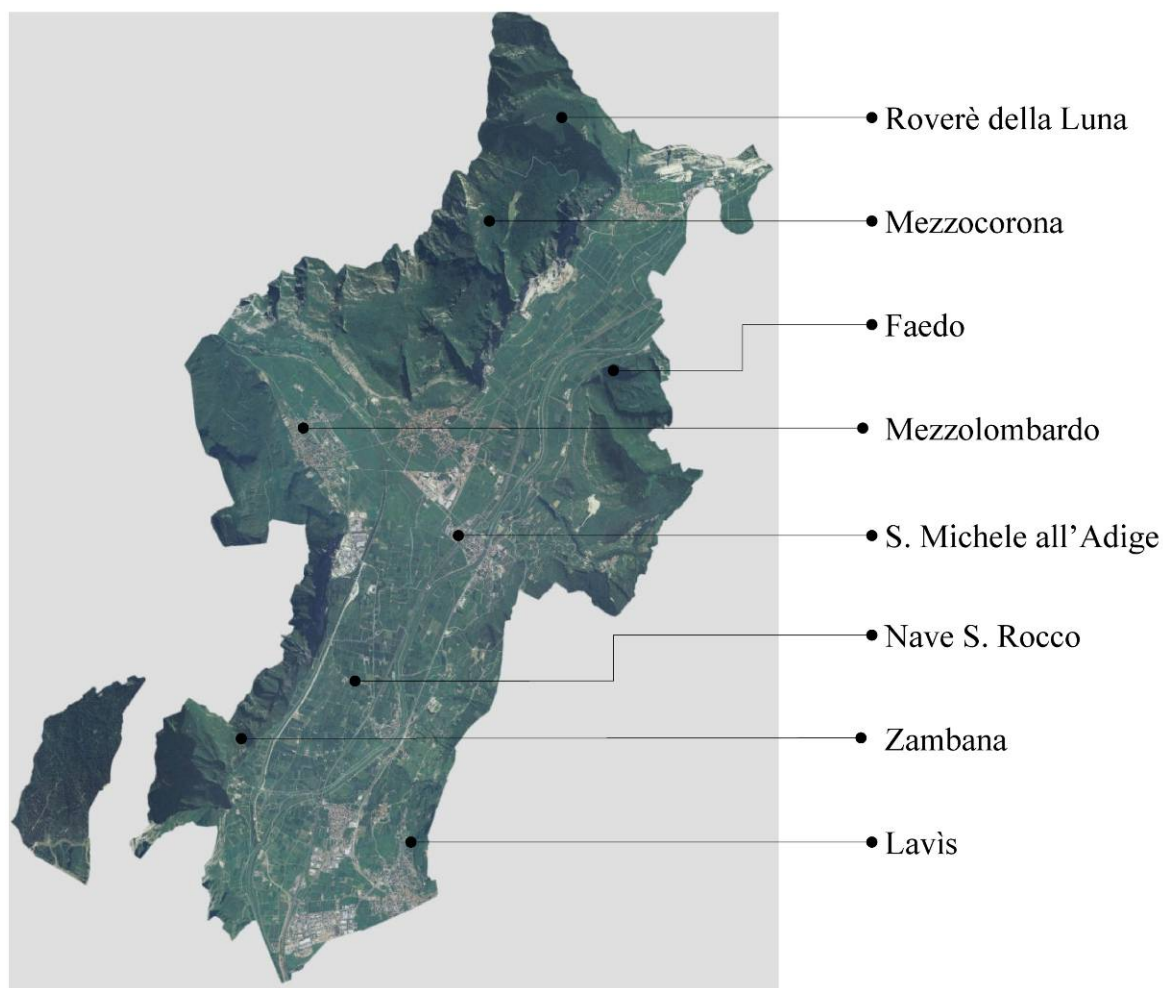 Roverè della Luna
Mezzocorona
Faedo
Mezzolombardo
S. Michele all’Adige
Nave S. Rocco
Zambana
Lavìs